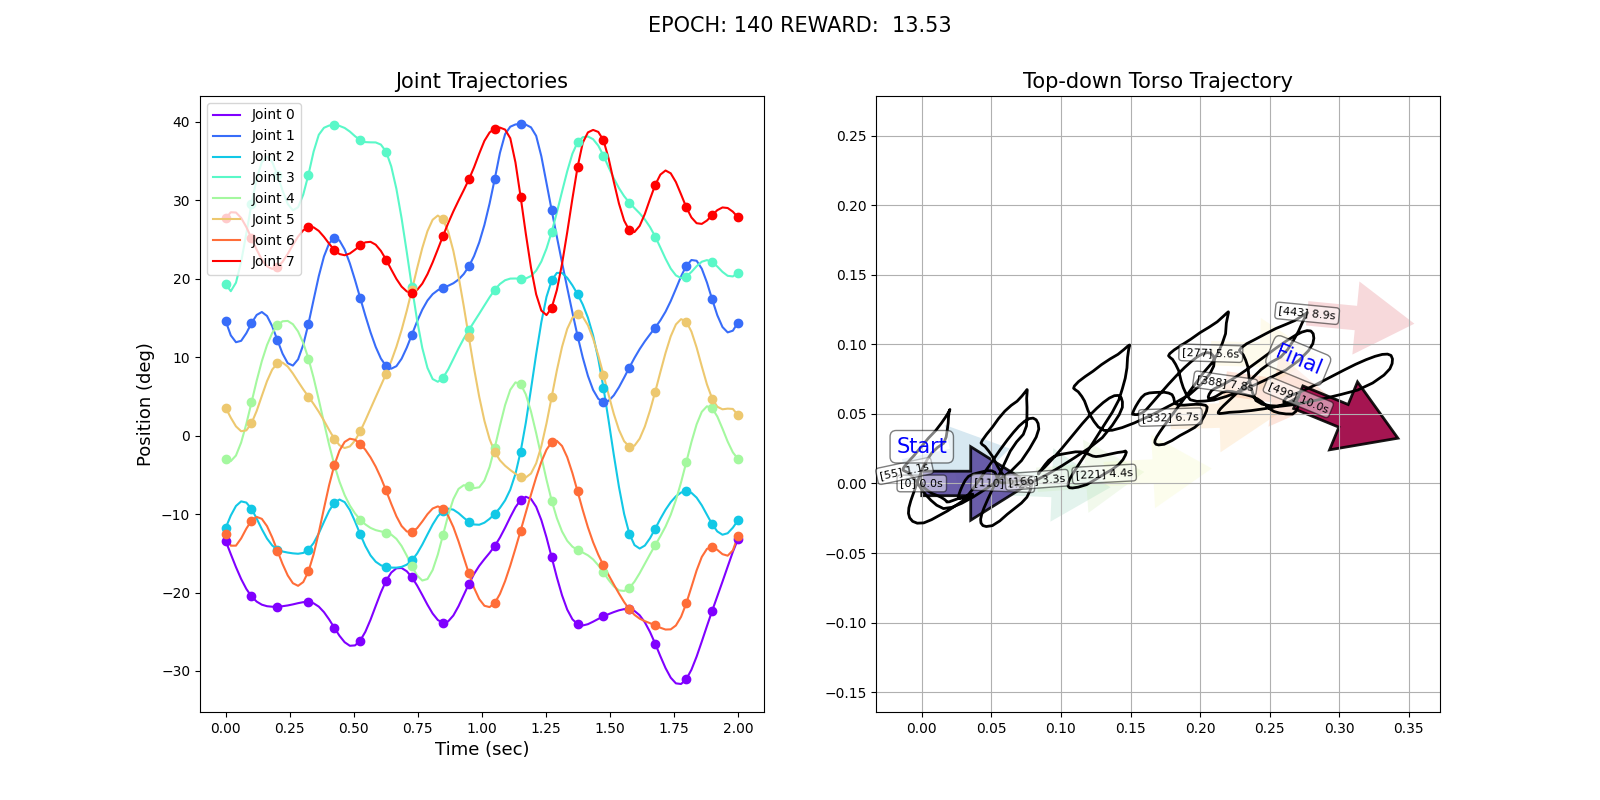 EPOCH: 140 REWARD:  13.53
Joint Trajectories
Position (deg)
40
30
20
10
0
−10
−20
−30
Joint 0
Joint 1
Joint 2
Joint 3
Joint 4
Joint 5
Joint 6
Joint 7
0.00 0.25 0.50 0.75 1.00 1.25 1.50 1.75 2.00
Time (sec)
Top-down Torso Trajectory
0.25
0.20
0.15
0.10
0.05
0.00
−0.05
−0.10
−0.15
[443] 8.9s
[277] 5.6s
Final
[388] 7.8s
[499] 10.0s
[332] 6.7s
Start
[55] 1.1s
[0] 0.0s
[110]
[166] 3.3s
[221] 4.4s
0.00 0.05 0.10 0.15 0.20 0.25 0.30 0.35